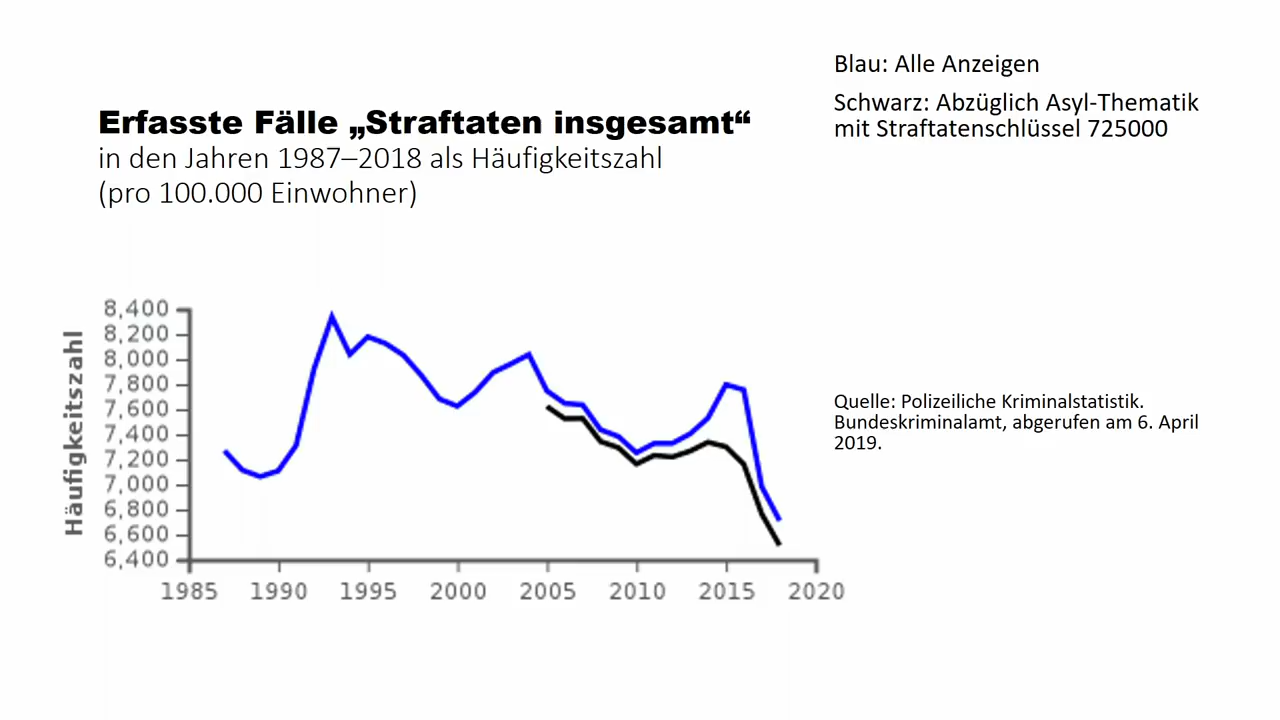 Blau: Alle Anzeigen
Schwarz: Abzüglich Asyl-Thematik
mit Straftatenschlüssel 725000
Erfasste Fälle „Straftaten insgesamt“
in den Jahren 1987–2018 als Häufigkeitszahl
(pro 100.000 Einwohner)
Häufigkeitszahl
8,400
8,200
8,000
7,800
7,600
7,400
7,200
7,000
6,800
6,600
6,400
1985 1990 1995 2000 2005 2010 2015 2020
Quelle: Polizeiliche Kriminalstatistik.
Bundeskriminalamt, abgerufen am 6. April
2019.